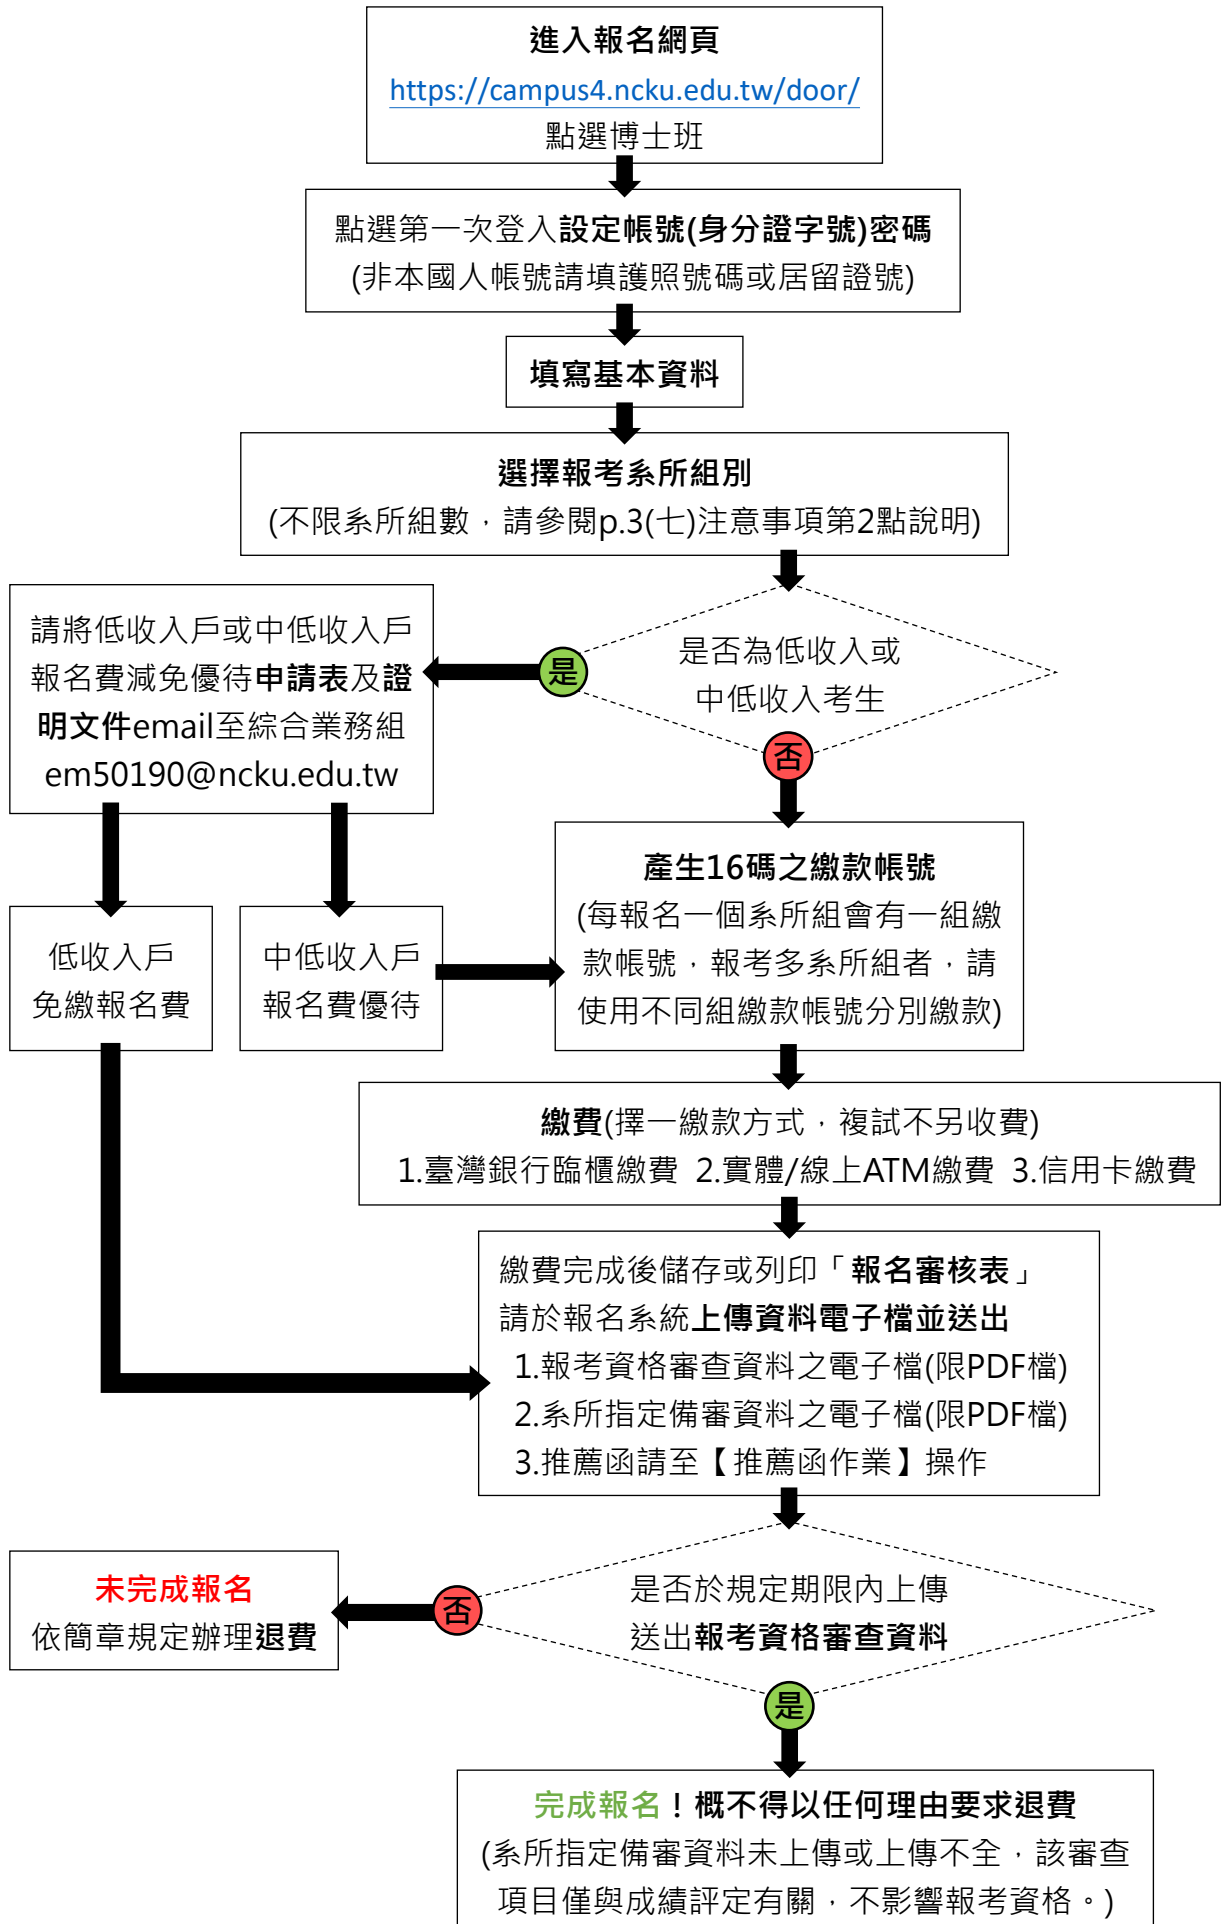 進入報名網頁
https://campus4.ncku.edu.tw/door/
點選博士班
點選第一次登入設定帳號(身分證字號)密碼
(非本國人帳號請填護照號碼或居留證號)
填寫基本資料
選擇報考系所組別
(不限系所組數，請參閱p.3(七)注意事項第2點說明)
是否為低收入或
中低收入考生
是
否
請將低收入戶或中低收入戶
報名費減免優待申請表及證
明文件email至綜合業務組
em50190@ncku.edu.tw
低收入戶
免繳報名費
中低收入戶
報名費優待
產生16碼之繳款帳號
(每報名一個系所組會有一組繳
款帳號，報考多系所組者，請
使用不同組繳款帳號分別繳款)
繳費(擇一繳款方式，複試不另收費)
1.臺灣銀行臨櫃繳費 2.實體/線上ATM繳費 3.信用卡繳費
繳費完成後儲存或列印「報名審核表」
請於報名系統上傳資料電子檔並送出
1.報考資格審查資料之電子檔(限PDF檔)
2.系所指定備審資料之電子檔(限PDF檔)
3.推薦函請至【推薦函作業】操作
是否於規定期限內上傳
送出報考資格審查資料
否
未完成報名
依簡章規定辦理退費
是
完成報名！概不得以任何理由要求退費
(系所指定備審資料未上傳或上傳不全，該審查
項目僅與成績評定有關，不影響報考資格。)